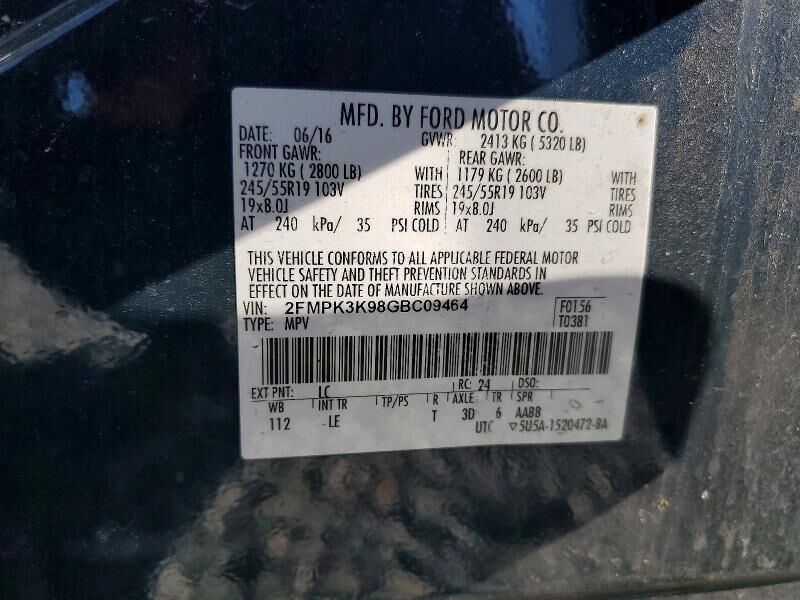 MFD. BY FORD MOTOR CO.
DATE: 06/16 GVWR: 2413 KG ( 5320 LB)
FRONT GAWR: REAR GAWR:
1270 KG ( 2800 LB) WITH 1179 KG ( 2600 LB) WITH
245/55R19 103V TIRES 245/55R19 103V TIRES
19x8.0J RIMS 19x8.0J RIMS
AT 240 kPa/ 35 PSI COLD AT 240 kPa/ 35 PSI COLD
THIS VEHICLE CONFORMS TO ALL APPLICABLE FEDERAL MOTOR
VEHICLE SAFETY AND THEFT PREVENTION STANDARDS IN
EFFECT ON THE DATE OF MANUFACTURE SHOWN ABOVE.
VIN: 2FMPK3K98GBC09464 F0156
TYPE: MPV T0381
EXT PNT: LC RC: 24 DSO:
WB INT TR TP/PS R AXLE TR SPR
112 LE T 3D 6 AABB
UTC 5U5A-1520472-BA